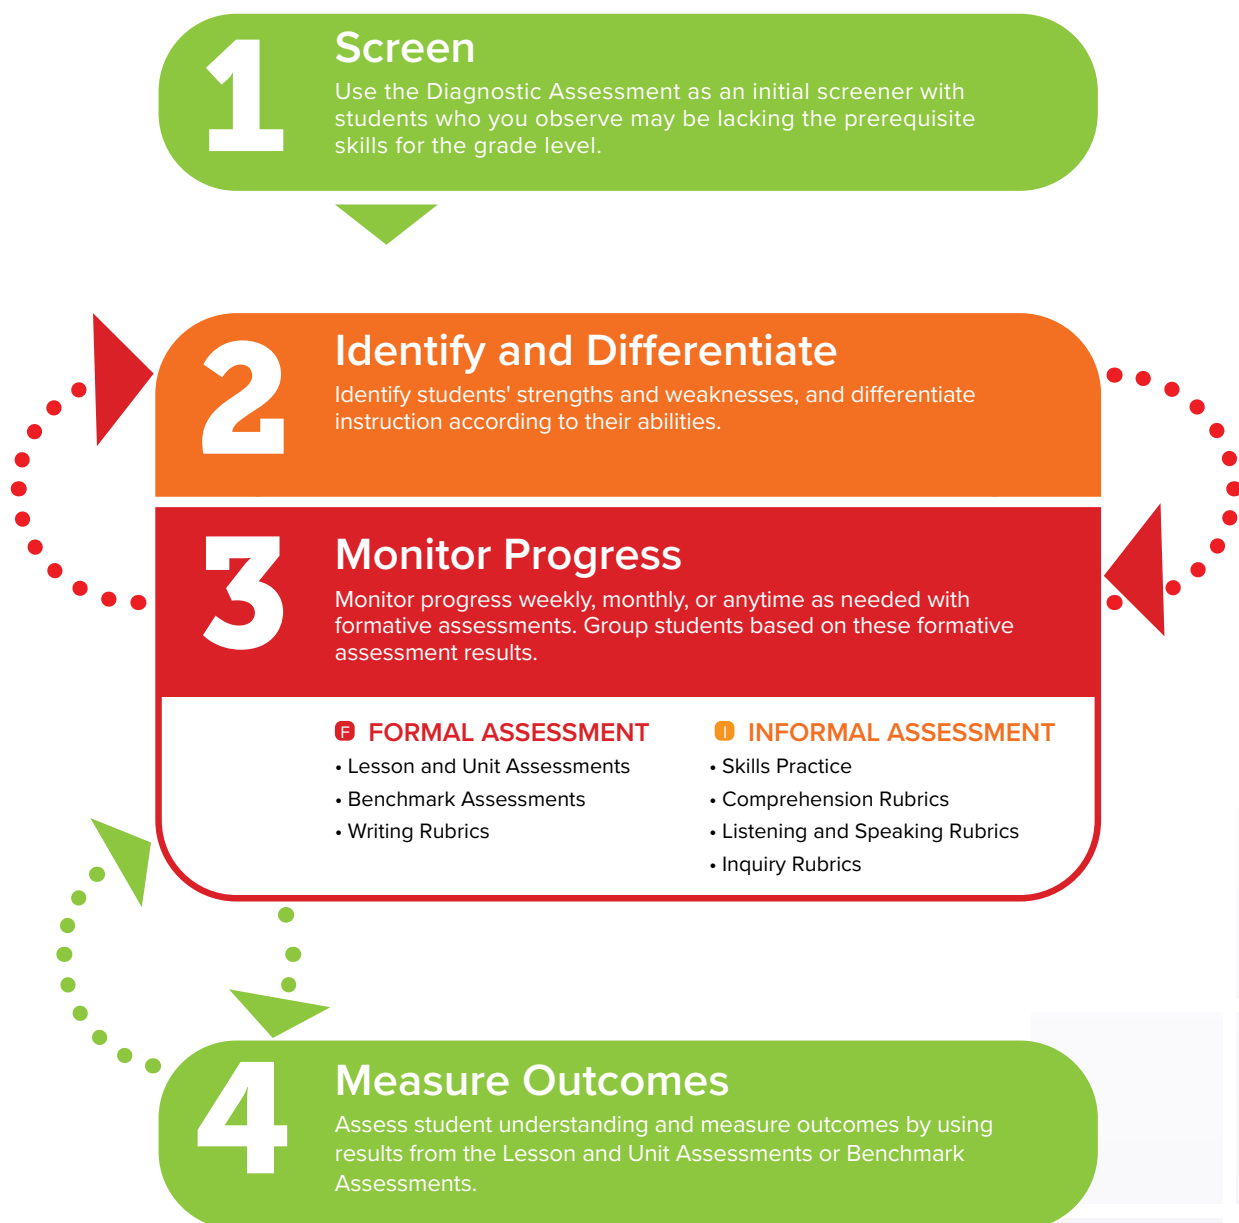 1
Screen
Use the Diagnostic Assessment as an initial screener with
students who you observe may be lacking the prerequisite
skills for the grade level.
2
Identify and Differentiate
Identify students' strengths and weaknesses, and differentiate
instruction according to their abilities.
3
Monitor Progress
Monitor progress weekly, monthly, or anytime as needed with
formative assessments. Group students based on these formative
assessment results.
F FORMAL ASSESSMENT
• Lesson and Unit Assessments
• Benchmark Assessments
• Writing Rubrics
I INFORMAL ASSESSMENT
• Skills Practice
• Comprehension Rubrics
• Listening and Speaking Rubrics
• Inquiry Rubrics
4
Measure Outcomes
Assess student understanding and measure outcomes by using
results from the Lesson and Unit Assessments or Benchmark
Assessments.